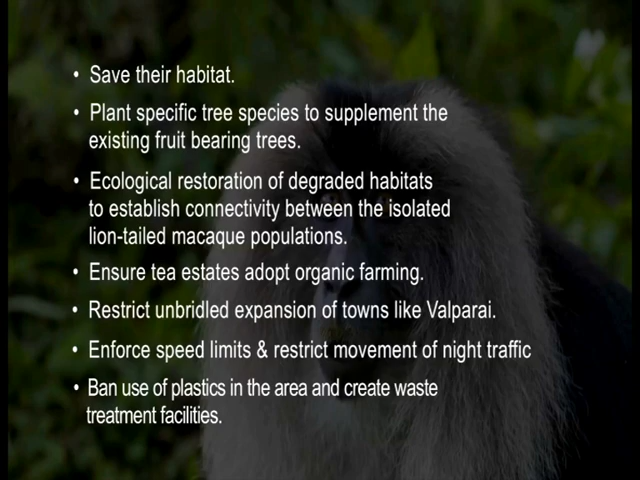 • Save their habitat.
• Plant specific tree species to supplement the
existing fruit bearing trees.
• Ecological restoration of degraded habitats
to establish connectivity between the isolated
lion-tailed macaque populations.
• Ensure tea estates adopt organic farming.
• Restrict unbridled expansion of towns like Valparai.
• Enforce speed limits & restrict movement of night traffic
• Ban use of plastics in the area and create waste
treatment facilities.